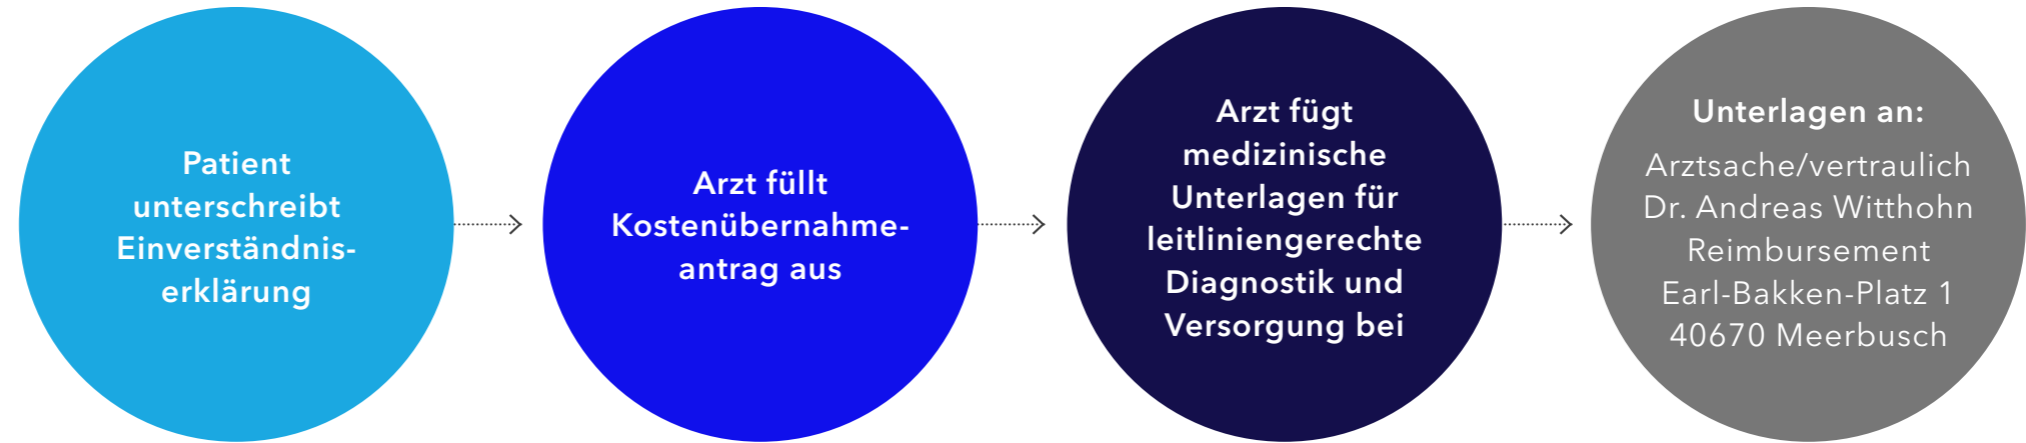 Patient
unterschreibt
Einverständnis-
erklärung
Arzt füllt
Kostenübernahme-
antrag aus
Arzt fügt
medizinische
Unterlagen für
leitliniengerechte
Diagnostik und
Versorgung bei
Unterlagen an:
Arztsache/vertraulich
Dr. Andreas Witthohn
Reimbursement
Earl-Bakken-Platz 1
40670 Meerbusch